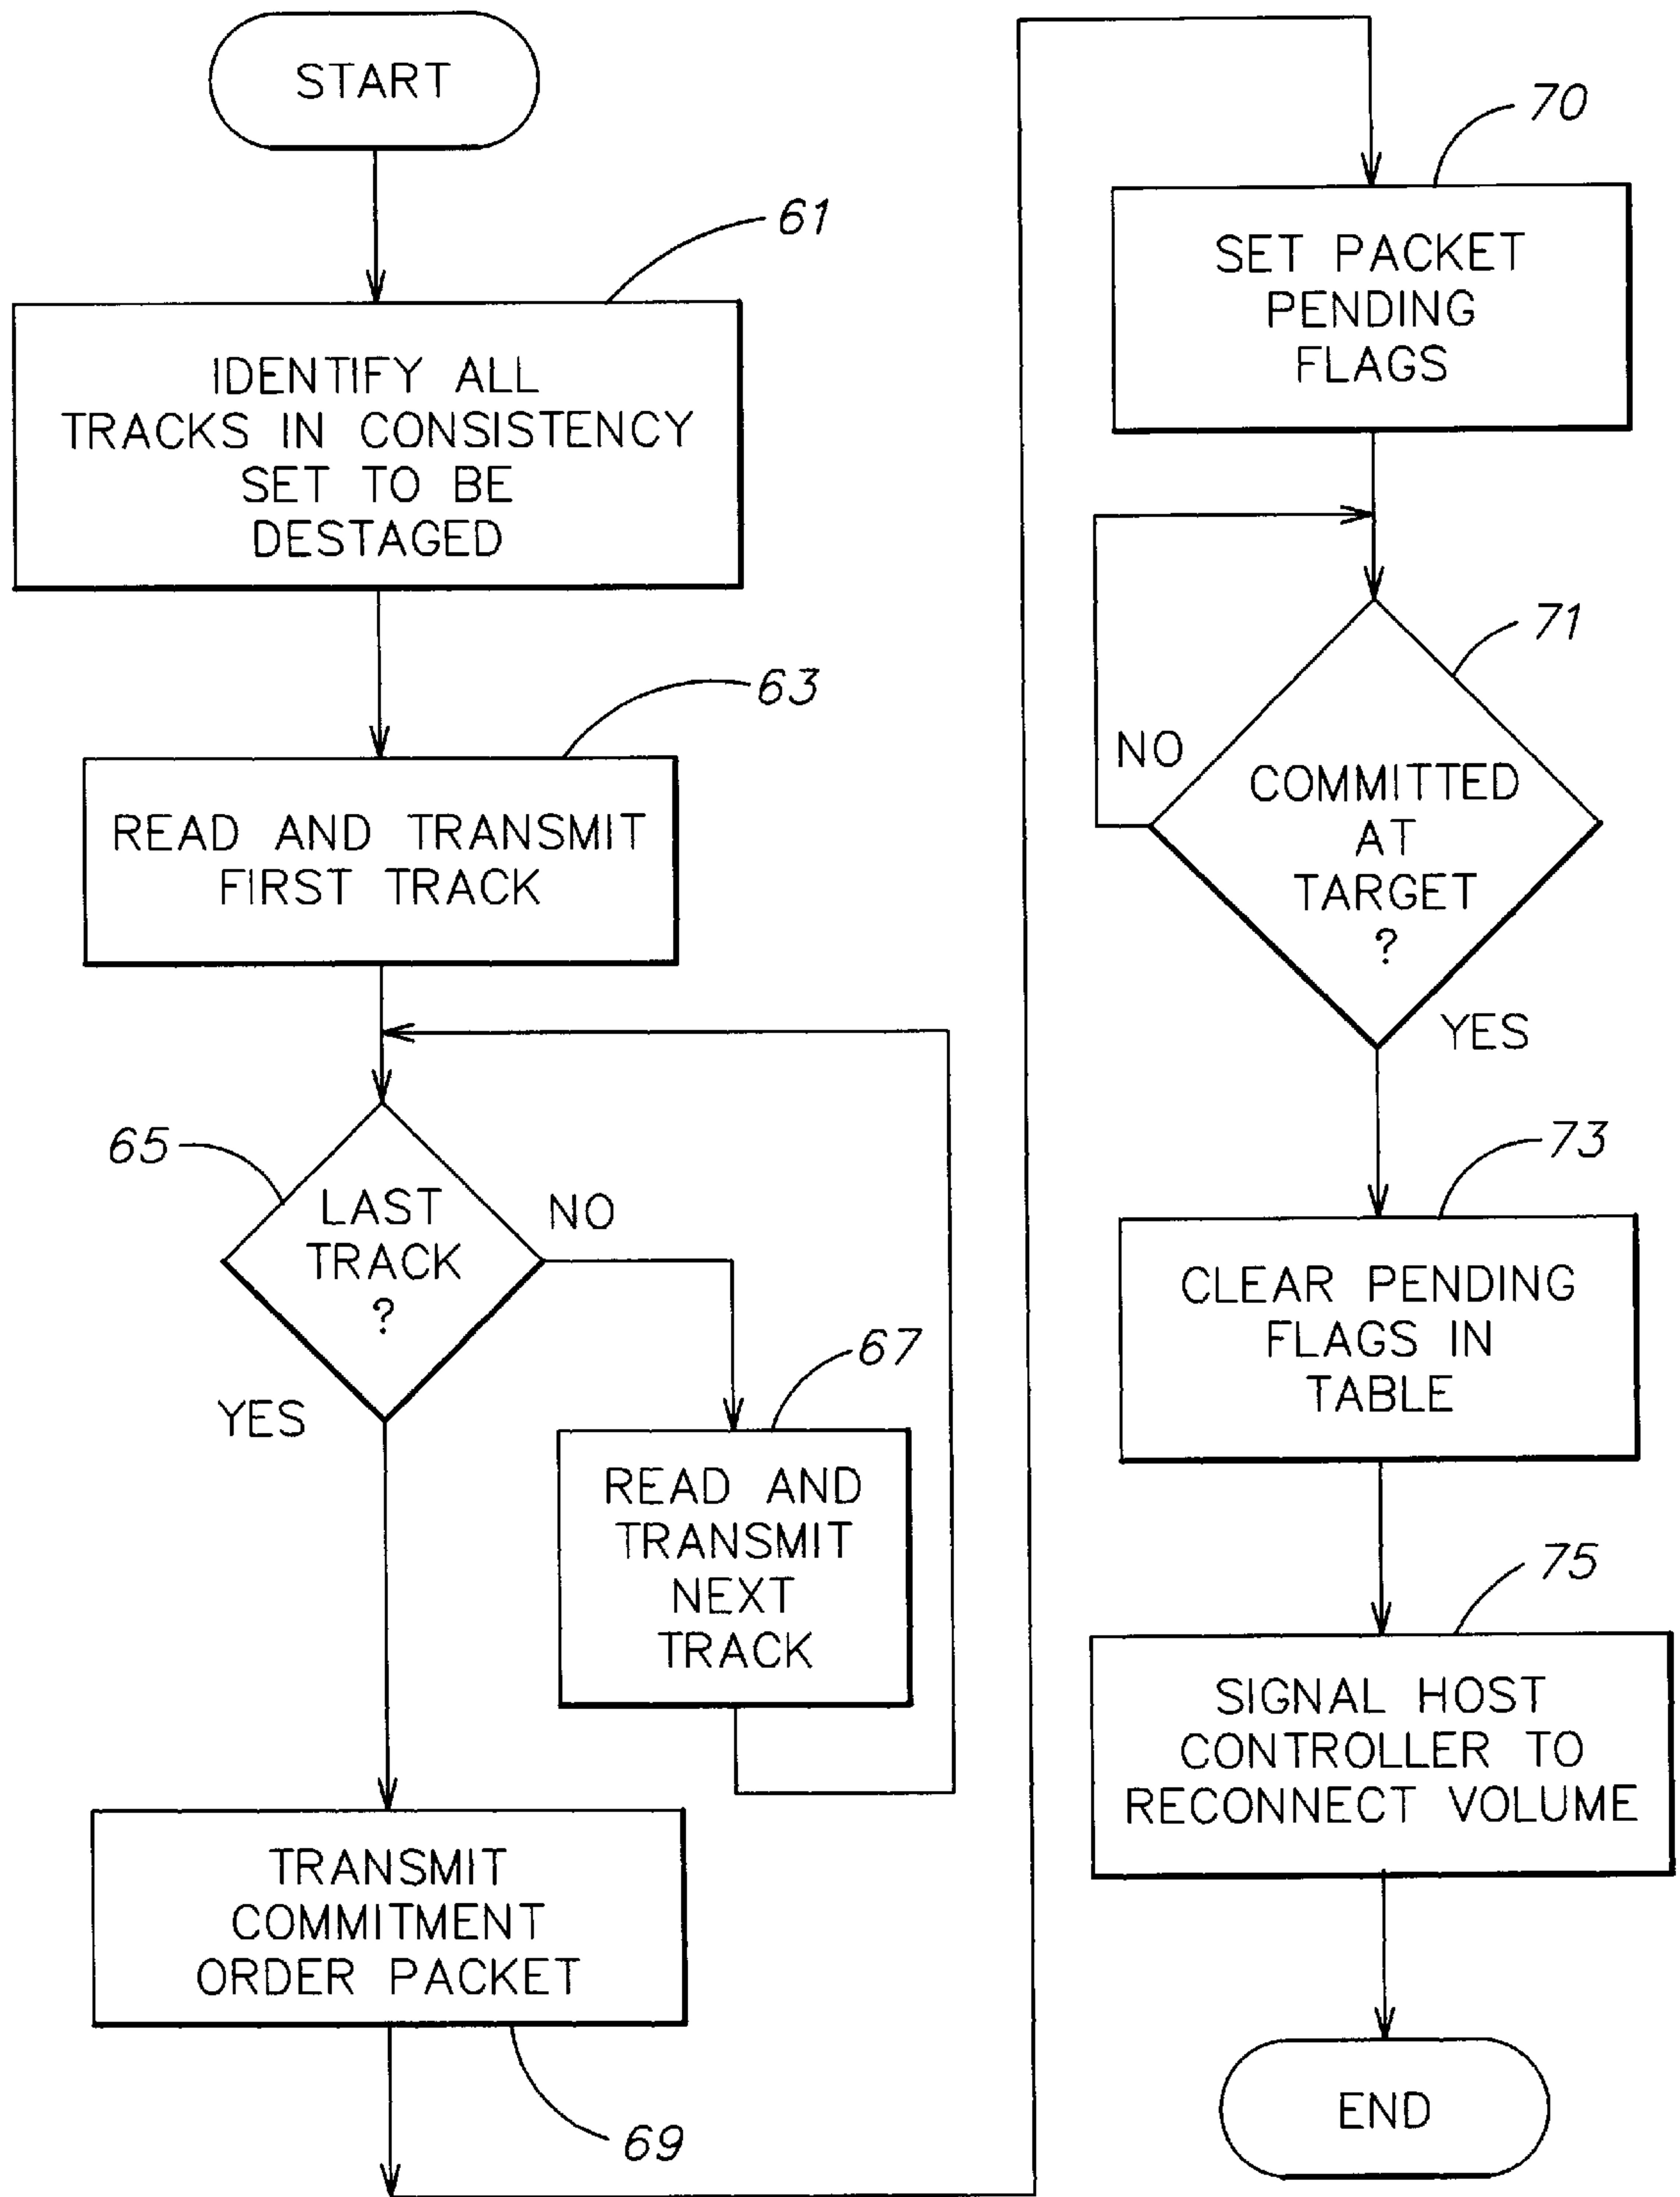 START
61
IDENTIFY ALL
TRACKS IN CONSISTENCY
SET TO BE
DESTAGED
63
READ AND TRANSMIT
FIRST TRACK
65
LAST
TRACK
?
NO
YES
67
READ AND
TRANSMIT
NEXT
TRACK
TRANSMIT
COMMITMENT
ORDER PACKET
69
70
SET PACKET
PENDING
FLAGS
71
NO
COMMITTED
AT
TARGET
?
YES
73
CLEAR PENDING
FLAGS IN
TABLE
75
SIGNAL HOST
CONTROLLER TO
RECONNECT VOLUME
END